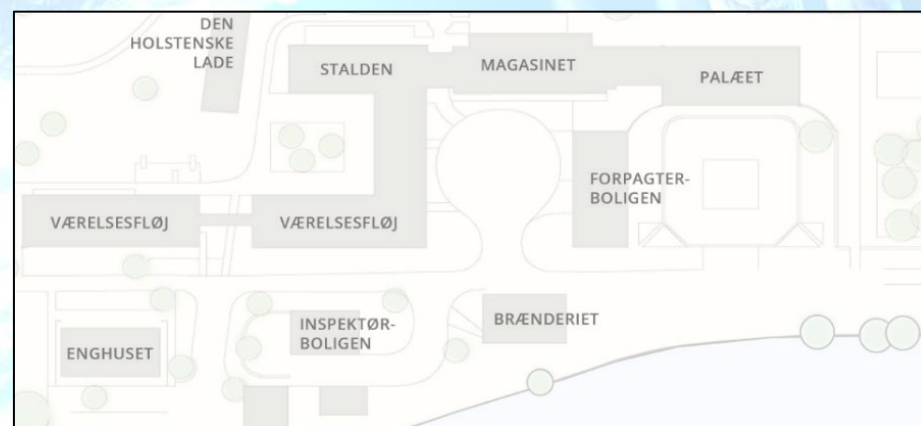 DEN
HOLSTENSKE
LADE
STALDEN
MAGASINET
PALÆET
FORPAGTER-
BOLIGEN
VÆRELSESFLØJ
VÆRELSESFLØJ
INSPEKTØR-
BOLIGEN
BRÆNDERIET
ENGHUSET